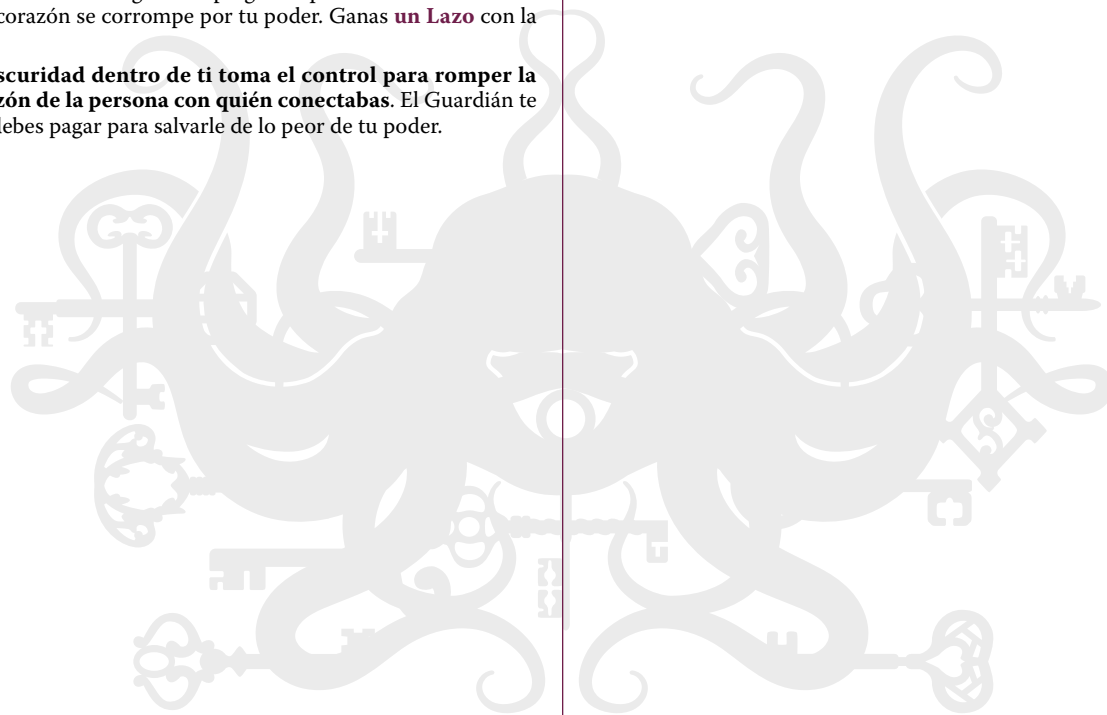 corazón se corrompe por tu poder. Ganas un Lazo con la
scuridad dentro de ti toma el control para romper la
zón de la persona con quién conectabas. El Guardián te
debes pagar para salvarle de lo peor de tu poder.